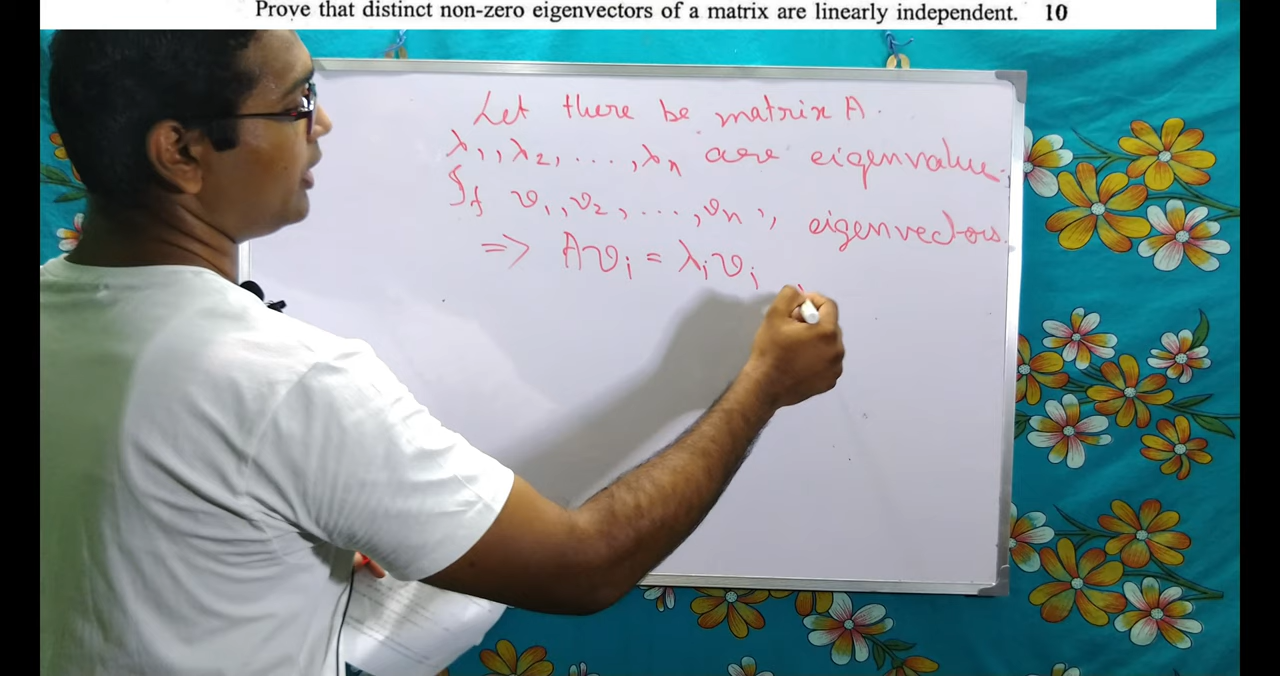 Prove that distinct non-zero eigenvectors of a matrix are linearly independent. 10
Let there be matrix A.
λ₁, λ₂, ..., λₙ are eigenvalue.
If v₁, v₂, ..., vₙ ,, eigenvectors.
=> Avᵢ = λᵢvᵢ